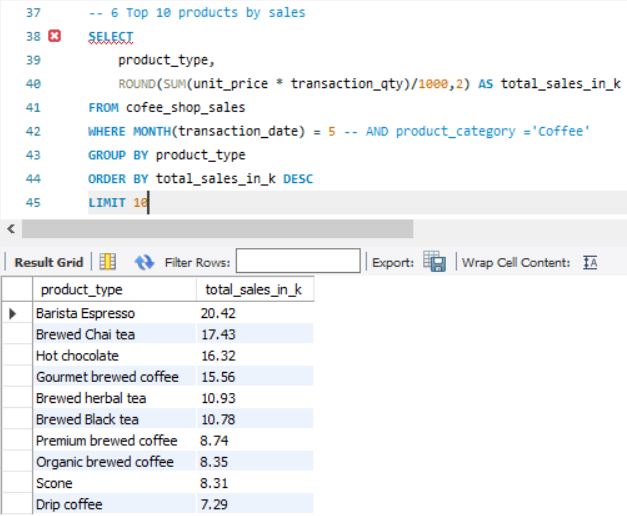 37 -- 6 Top 10 products by sales
38 SELECT
39 product_type,
40 ROUND(SUM(unit_price * transaction_qty)/1000,2) AS total_sales_in_k
41 FROM cofee_shop_sales
42 WHERE MONTH(transaction_date) = 5 -- AND product_category ='Coffee'
43 GROUP BY product_type
44 ORDER BY total_sales_in_k DESC
45 LIMIT 10
Result Grid Filter Rows: Export: Wrap Cell Content: IA
product_type total_sales_in_k
Barista Espresso 20.42
Brewed Chai tea 17.43
Hot chocolate 16.32
Gourmet brewed coffee 15.56
Brewed herbal tea 10.93
Brewed Black tea 10.78
Premium brewed coffee 8.74
Organic brewed coffee 8.35
Scone 8.31
Drip coffee 7.29